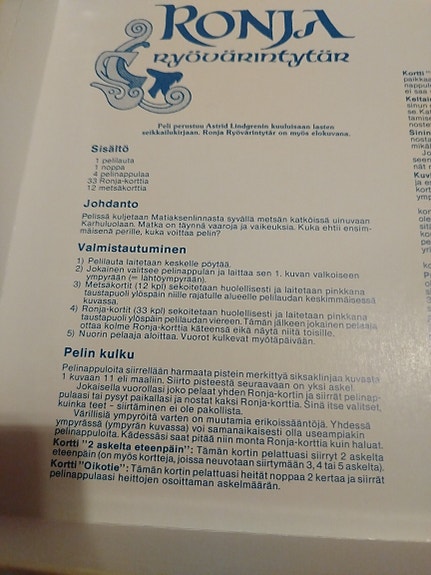 RONJA
RYÖVÄRINTYTÄR
Peli perustuu Astrid Lindgrenin kuuluisaan lasten
seikkailukirjaan. Ronja Ryövärintytär on myös elokuvana.
Sisältö
1 pelilauta
1 noppa
4 pelinappulaa
33 Ronja-korttia
12 metsäkorttia
Johdanto
Pelissä kuljetaan Matiaksenlinnasta syvällä metsän kätköissä uinuvaan
Karhuluolaan. Matka on täynnä vaaroja ja vaikeuksia. Kuka ehtii ensim-
mäisenä perille, kuka voittaa pelin?
Valmistautuminen
1) Pelilauta laitetaan keskelle pöytää.
2) Jokainen valitsee pelinappulan ja laittaa sen 1. kuvan valkoiseen
ympyrään (= lähtöympyrään).
3) Metsäkortit (12 kpl) sekoitetaan huolellisesti ja laitetaan pinkkana
taustapuoli ylöspäin niille rajatulle alueelle pelilaudan keskimmäisessä
kuvassa.
4) Ronja-kortit (33 kpl) sekoitetaan huolellisesti ja laitetaan pinkkana
taustapuoli ylöspäin pelilaudan viereen. Tämän jälkeen jokainen pelaaja
ottaa kolme Ronja-korttia käteensä eikä näytä niitä toisille.
5) Nuorin pelaaja aloittaa. Vuorot kulkevat myötäpäivään.
Pelin kulku
Pelinappuloita siirrellään harmaata pistein merkittyä siksaklinjaa kuvasta
1 kuvaan 11 eli maaliin. Siirto pisteestä seuraavaan on yksi askel.
Jokaisella vuorollasi joko pelaat yhden Ronja-kortin ja siirrät pelinap-
pulaasi tai pysyt paikallasi ja nostat kaksi Ronja-korttia. Sinä itse valitset,
kuinka teet – siirtäminen ei ole pakollista.
Värillisiä ympyröitä varten on muutamia erikoissääntöjä. Yhdessä
ympyrässä (ympyrän kuvassa) voi samanaikaisesti olla useampiakin
pelinappuloita. Kädessäsi saat pitää niin monta Ronja-korttia kuin haluat.
Kortti "2 askelta eteenpäin": Tämän kortin pelattuasi siirryt 2 askelta
eteenpäin (on myös kortteja, joissa neuvotaan siirtymään 3, 4 tai 5 askelta).
Kortti "Oikotie": Tämän kortin pelattuasi heität noppaa 2 kertaa ja siirrät
pelinappulaasi heittojen osoittaman askelmäärän.